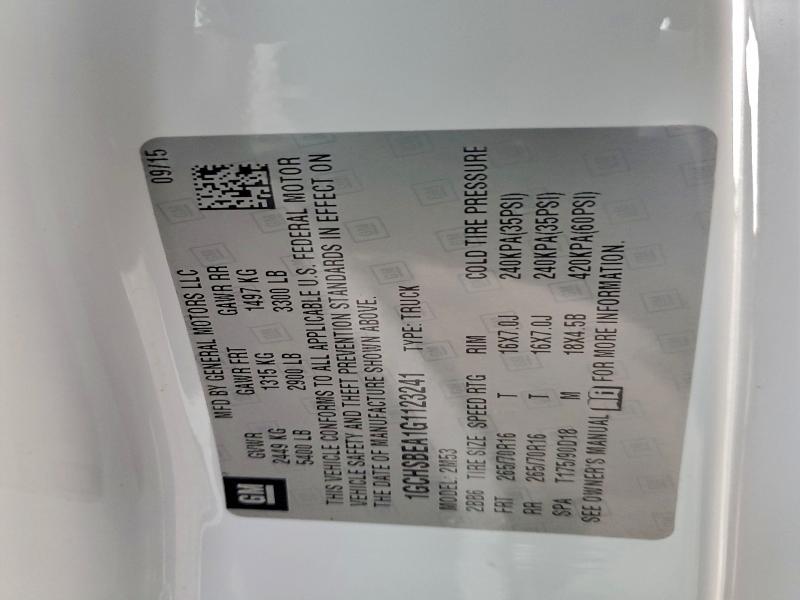 GM
MFD BY GENERAL MOTORS LLC 09/15
GVWR GAWR FRT GAWR RR
2449 KG 1315 KG 1497 KG
5400 LB 2900 LB 3300 LB
THIS VEHICLE CONFORMS TO ALL APPLICABLE U.S. FEDERAL MOTOR
VEHICLE SAFETY AND THEFT PREVENTION STANDARDS IN EFFECT ON
THE DATE OF MANUFACTURE SHOWN ABOVE.
1GCHSBEA1G1123241 TYPE:TRUCK
MODEL: 2M53
2BB6 TIRE SIZE SPEED RTG RIM COLD TIRE PRESSURE
FRT 265/70R16 T 16X7.0J 240KPA(35PSI)
RR 265/70R16 T 16X7.0J 240KPA(35PSI)
SPA T175/90D18 M 18X4.5B 420KPA(60PSI)
SEE OWNER'S MANUAL FOR MORE INFORMATION.